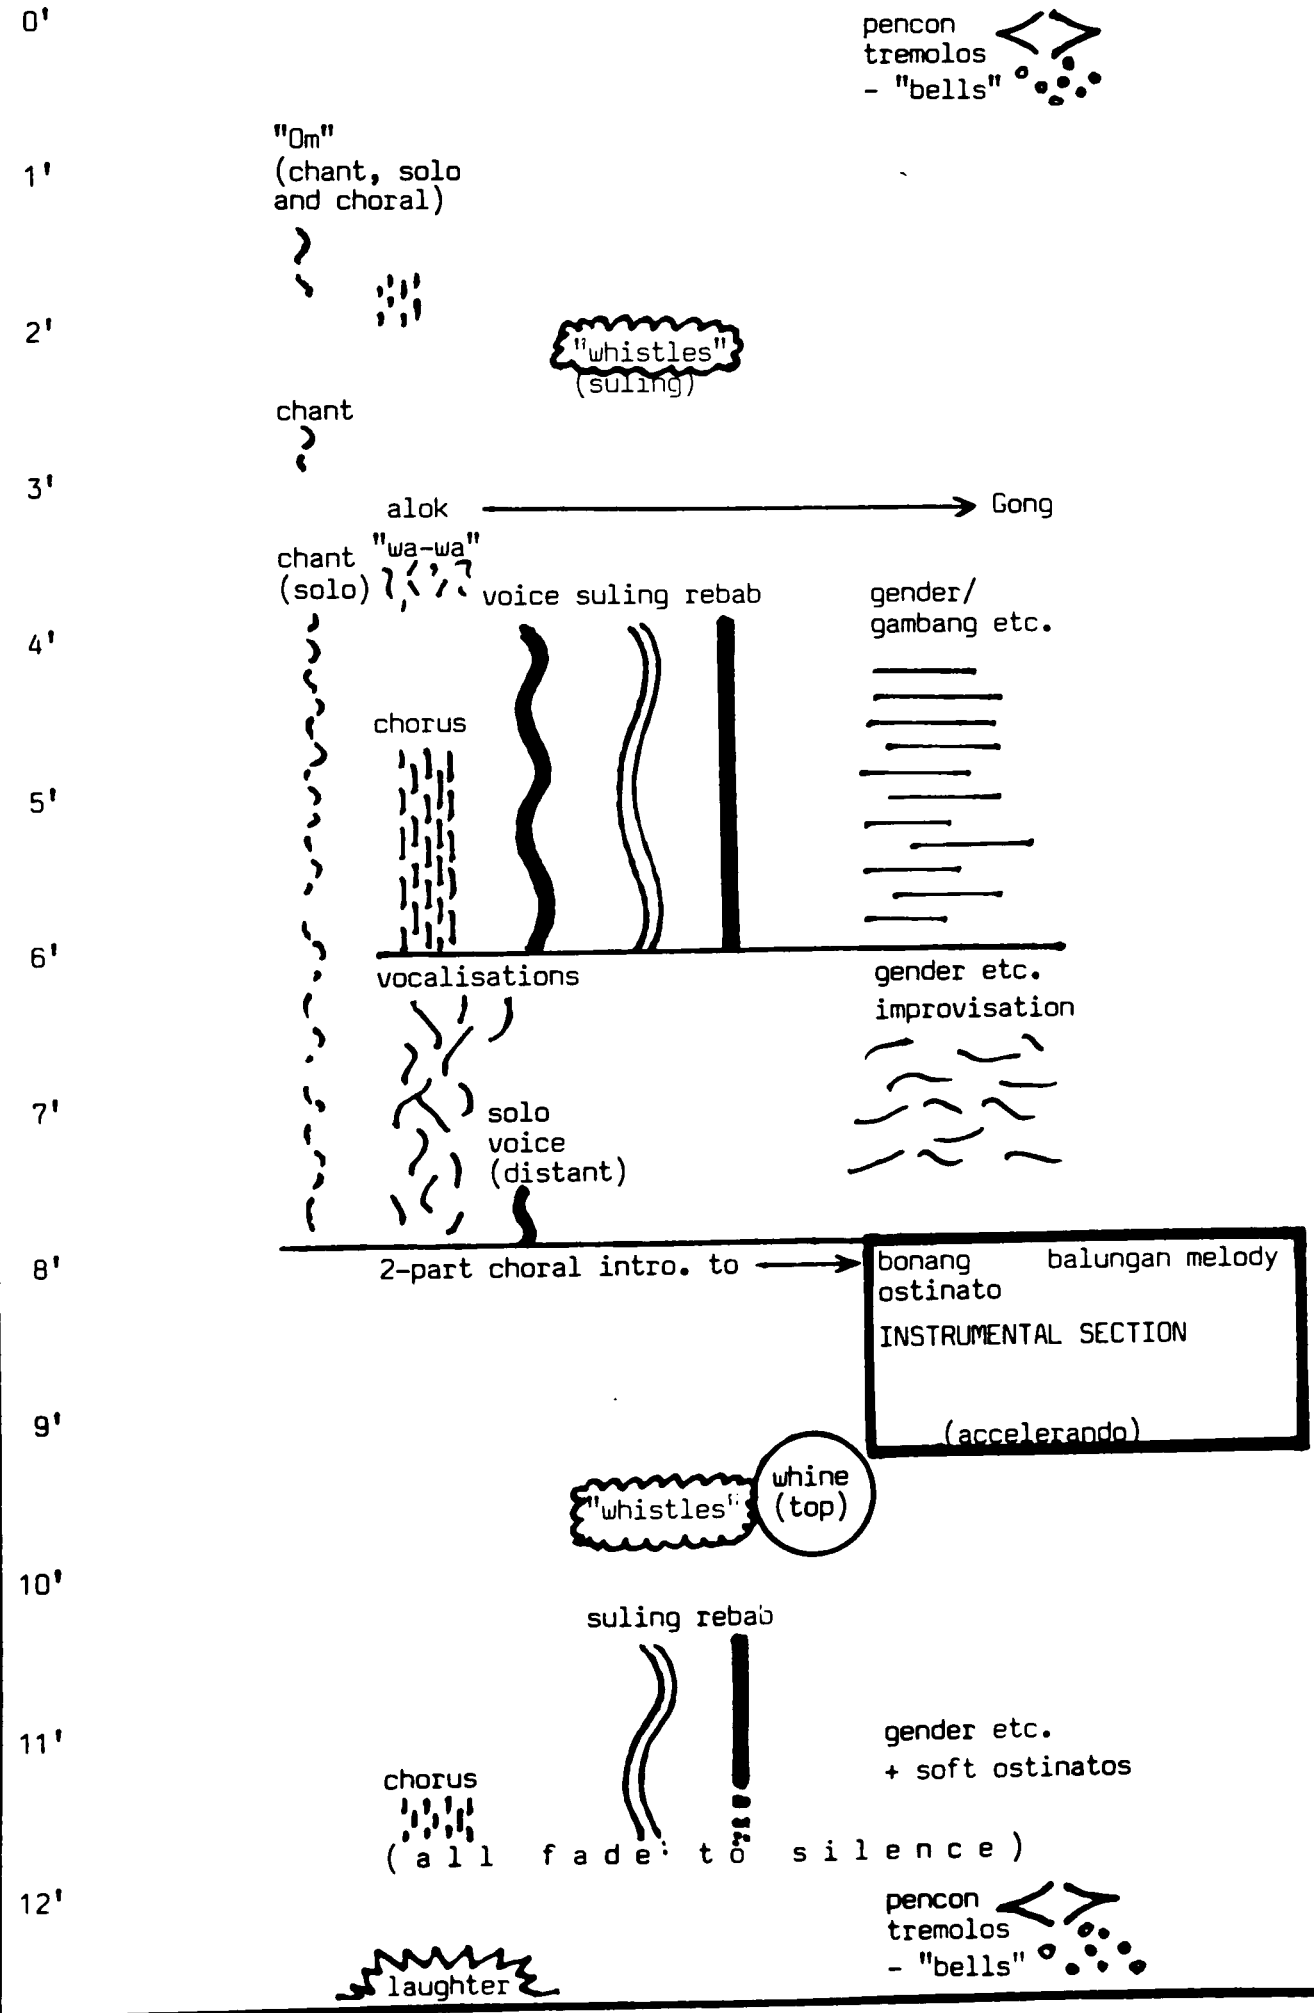 0'
pencon
tremolos
- "bells"
"Om"
1'
(chant, solo
and choral)
2'
"whistles"
(suling)
chant
3'
alok
Gong
"wa-wa"
chant
(solo)
voice suling rebab
gender/
gambang etc.
4'
chorus
5'
6'
vocalisations
gender etc.
improvisation
7'
solo
voice
(distant)
8'
2-part choral intro. to
bonang balungan melody
ostinato
INSTRUMENTAL SECTION
9'
(accelerando)
whine
(top)
"whistles"
10'
suling rebab
11'
gender etc.
+ soft ostinatos
chorus
(all fade to silence)
12'
pencon
tremolos
- "bells"
laughter